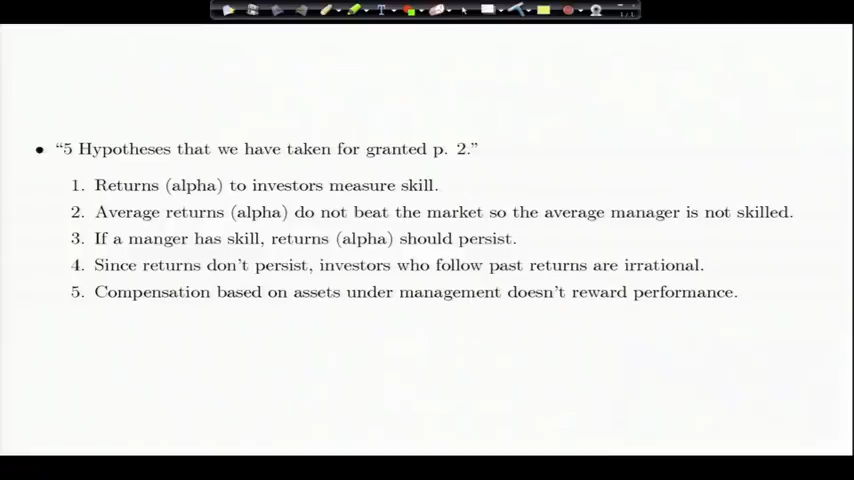 • “5 Hypotheses that we have taken for granted p. 2.”
1. Returns (alpha) to investors measure skill.
2. Average returns (alpha) do not beat the market so the average manager is not skilled.
3. If a manger has skill, returns (alpha) should persist.
4. Since returns don’t persist, investors who follow past returns are irrational.
5. Compensation based on assets under management doesn’t reward performance.